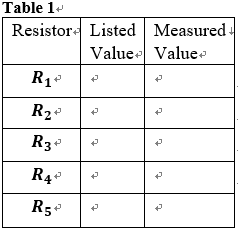 Table 1
Resistor Listed Value Measured Value
R1
R2
R3
R4
R5